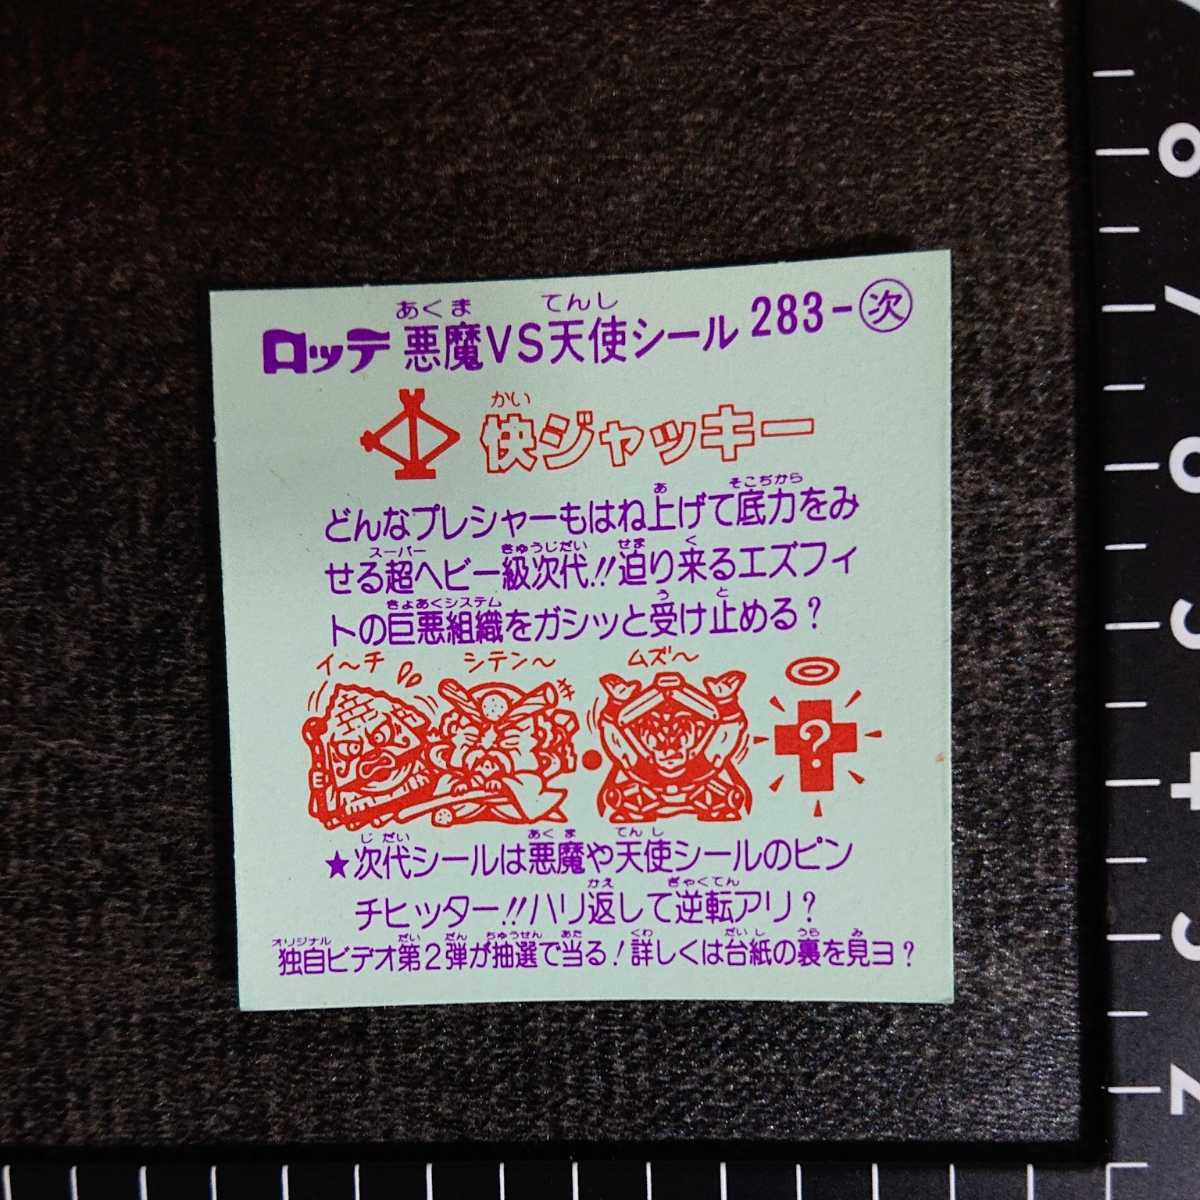 あくま てんし
ロッテ 悪魔VS天使シール 283-次
かい
快ジャッキー
あ そこぢから
どんなプレシャーもはね上げて底力をみ
スーパー きゅうじだい せま く
せる超ヘビー級次代!!迫り来るエズフィ
きょあくシステム う と
トの巨悪組織をガシッと受け止める?
イ〜チ シテン〜 ムズ〜
?
じだい あくま てんし
★次代シールは悪魔や天使シールのピン
かえ ぎゃくてん
チヒッター!!ハリ返して逆転アリ?
オリジナル だい だん ちゅうせん あた くわ だいし うら み
独自ビデオ第2弾が抽選で当る!詳しくは台紙の裏を見ヨ?
8
7
6
5
4
3
2